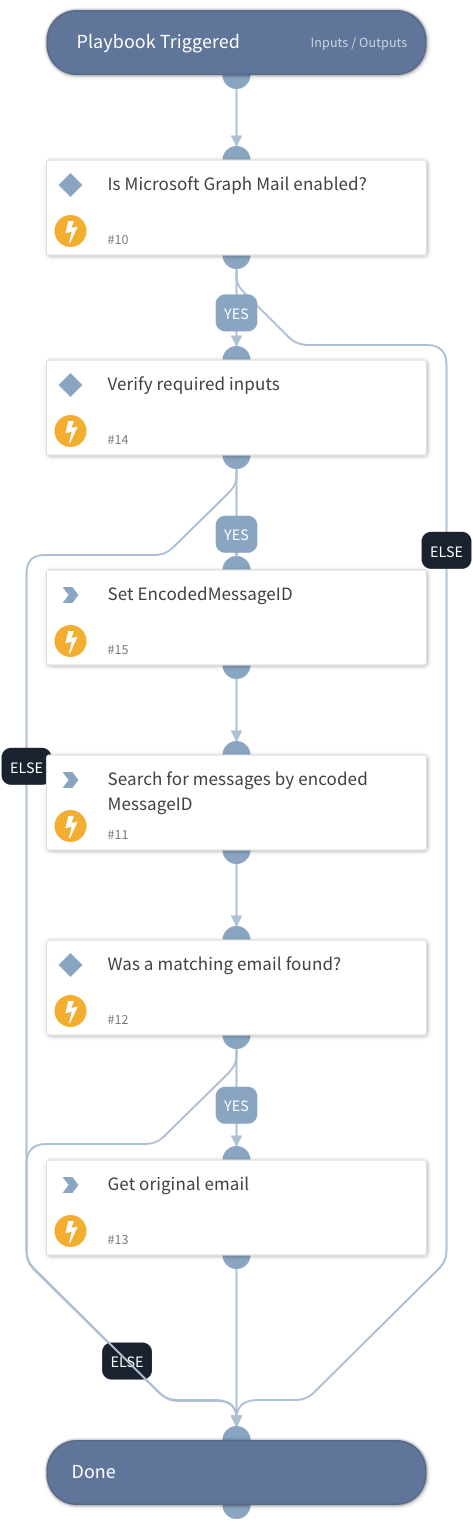 Playbook Triggered
Inputs / Outputs
Is Microsoft Graph Mail enabled?
#10
YES
Verify required inputs
#14
YES
ELSE
Set EncodedMessageID
#15
ELSE
Search for messages by encoded
MessageID
#11
Was a matching email found?
#12
YES
Get original email
#13
ELSE
Done